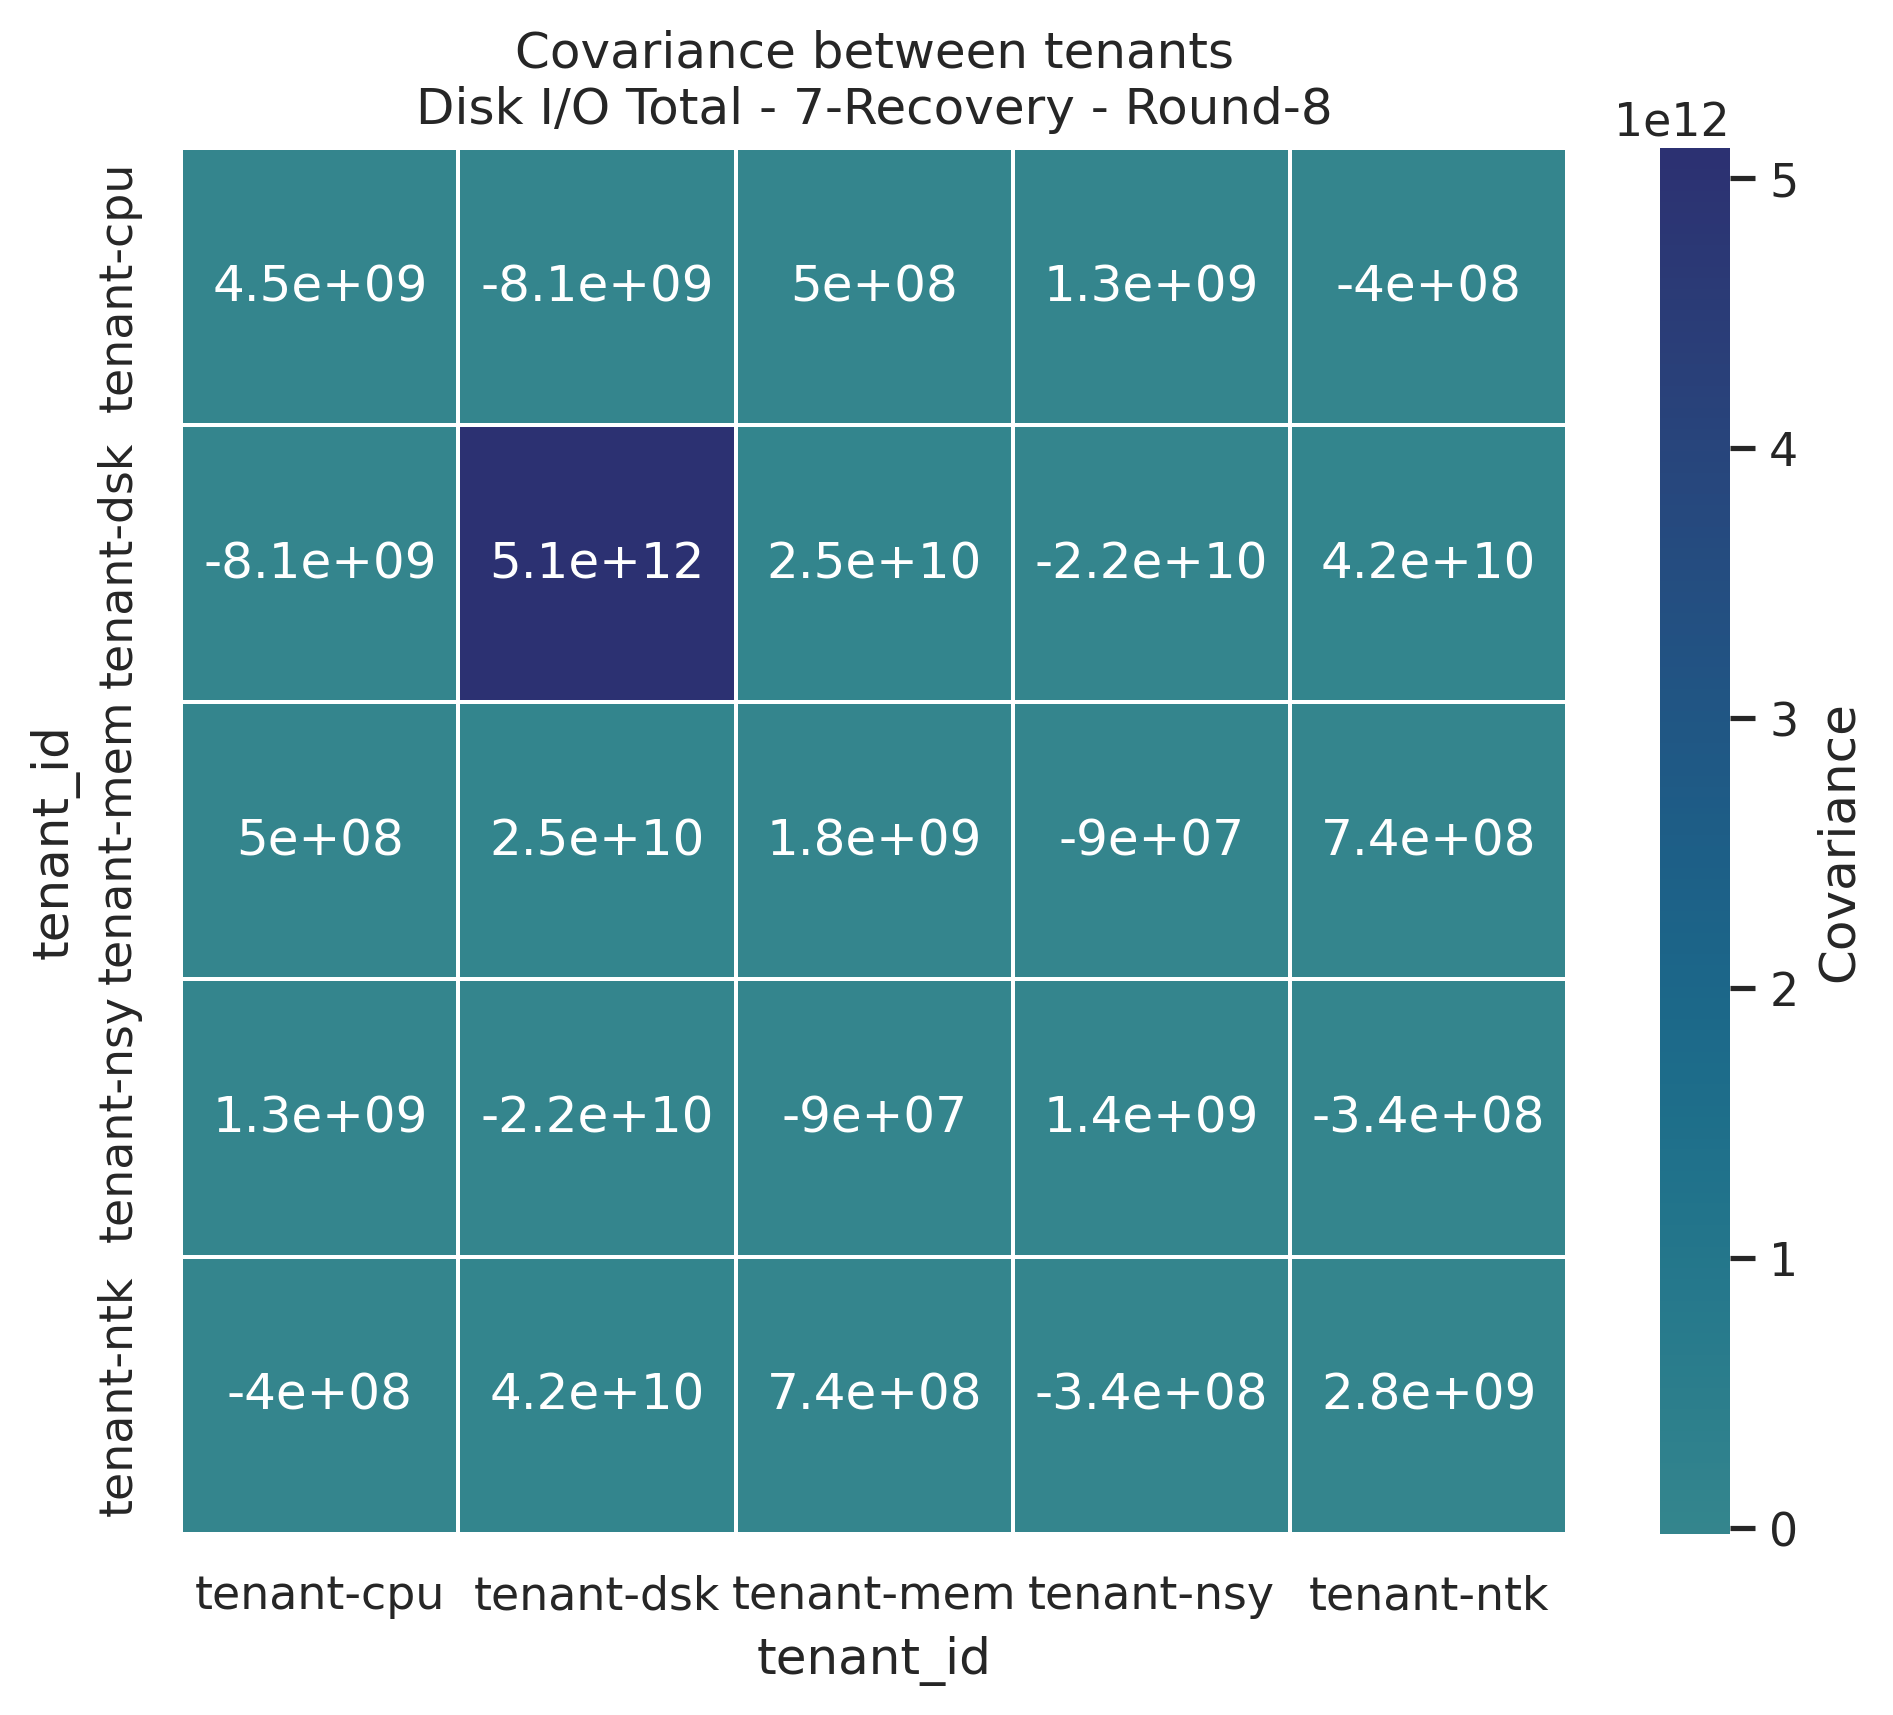 Covariance between tenants
Disk I/O Total - 7-Recovery - Round-8
1e12
tenant_id
tenant-cpu
4.5e+09 -8.1e+09 5e+08 1.3e+09 -4e+08
tenant-dsk
-8.1e+09 5.1e+12 2.5e+10 -2.2e+10 4.2e+10
tenant-mem
5e+08 2.5e+10 1.8e+09 -9e+07 7.4e+08
tenant-nsy
1.3e+09 -2.2e+10 -9e+07 1.4e+09 -3.4e+08
tenant-ntk
-4e+08 4.2e+10 7.4e+08 -3.4e+08 2.8e+09
tenant-cpu tenant-dsk tenant-mem tenant-nsy tenant-ntk
tenant_id
5
4
3
2
1
0
Covariance